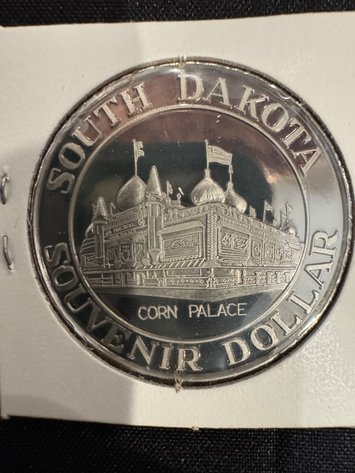 SOUTH DAKOTA
CORN PALACE
SOUVENIR DOLLAR